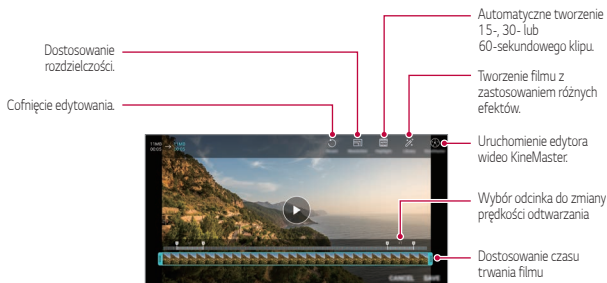 Automatyczne tworzenie
15-, 30- lub
60-sekundowego klipu.
Dostosowanie
rozdzielczości.
Tworzenie filmu z
zastosowaniem różnych
efektów.
Cofnięcie edytowania.
Uruchomienie edytora
wideo KineMaster.
Wybór odcinka do zmiany
prędkości odtwarzania
Dostosowanie czasu
trwania filmu
CANCEL SAVE